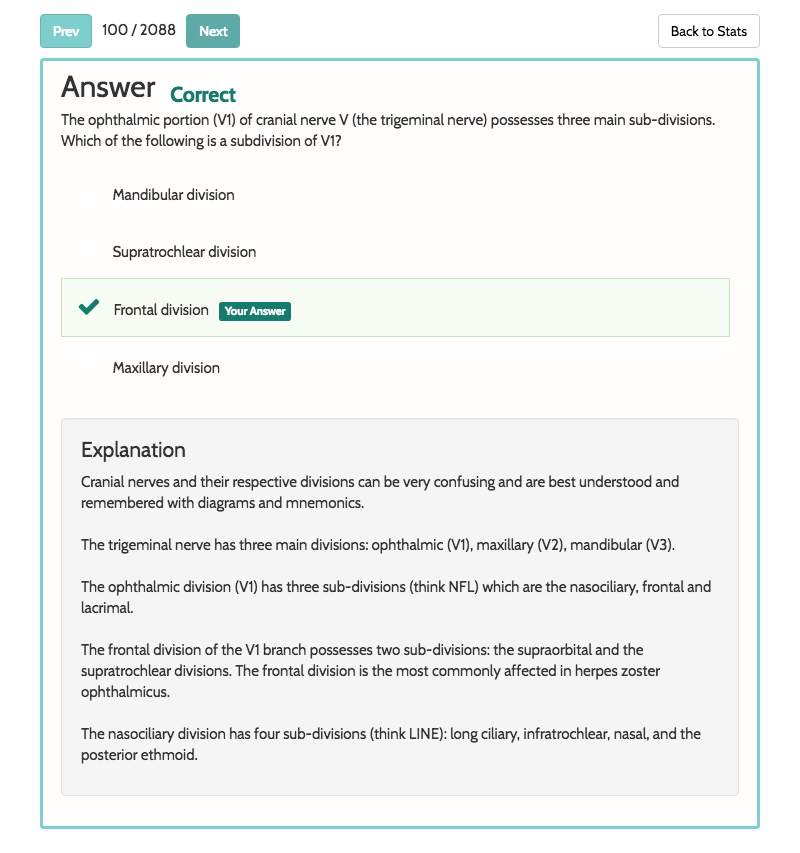 Prev 100 / 2088 Next Back to Stats
Answer Correct
The ophthalmic portion (V1) of cranial nerve V (the trigeminal nerve) possesses three main sub-divisions.
Which of the following is a subdivision of V1?
Mandibular division
Supratrochlear division
Frontal division Your Answer
Maxillary division
Explanation
Cranial nerves and their respective divisions can be very confusing and are best understood and
remembered with diagrams and mnemonics.
The trigeminal nerve has three main divisions: ophthalmic (V1), maxillary (V2), mandibular (V3).
The ophthalmic division (V1) has three sub-divisions (think NFL) which are the nasociliary, frontal and
lacrimal.
The frontal division of the V1 branch possesses two sub-divisions: the supraorbital and the
supratrochlear divisions. The frontal division is the most commonly affected in herpes zoster
ophthalmicus.
The nasociliary division has four sub-divisions (think LINE): long ciliary, infratrochlear, nasal, and the
posterior ethmoid.